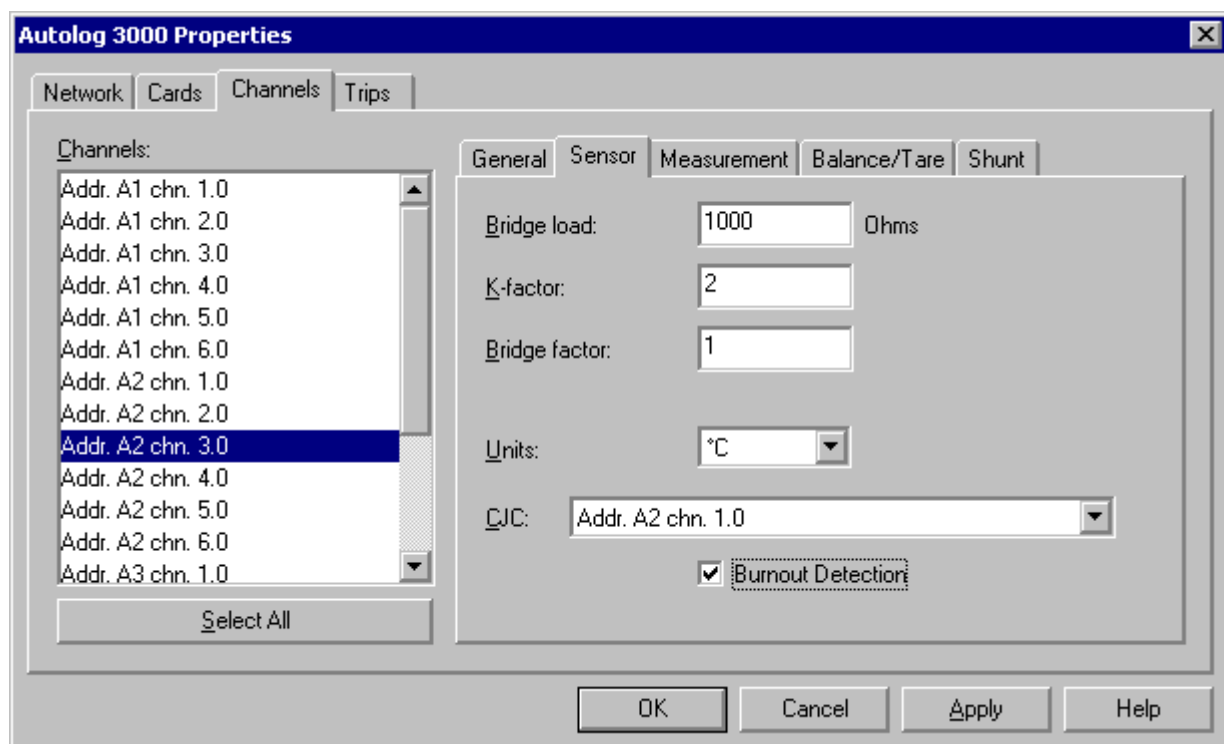 Autolog 3000 Properties
Network Cards Channels Trips
Channels:
Addr. A1 chn. 1.0
Addr. A1 chn. 2.0
Addr. A1 chn. 3.0
Addr. A1 chn. 4.0
Addr. A1 chn. 5.0
Addr. A1 chn. 6.0
Addr. A2 chn. 1.0
Addr. A2 chn. 2.0
Addr. A2 chn. 3.0
Addr. A2 chn. 4.0
Addr. A2 chn. 5.0
Addr. A2 chn. 6.0
Addr. A3 chn. 1.0
Select All
General Sensor Measurement Balance/Tare Shunt
Bridge load: 1000 Ohms
K-factor: 2
Bridge factor: 1
Units: °C
CJC: Addr. A2 chn. 1.0
Burnout Detection
OK Cancel Apply Help